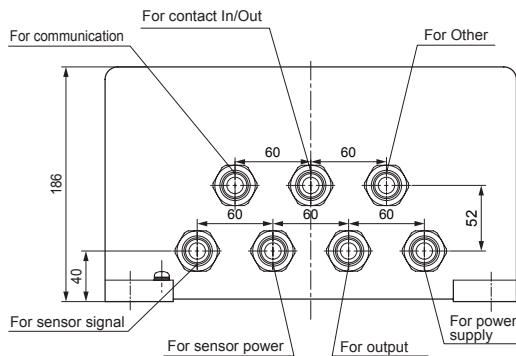 For contact In/Out
For communication
For Other
60
60
186
60
60
60
52
40
For sensor signal
For sensor power
For output
For power
supply